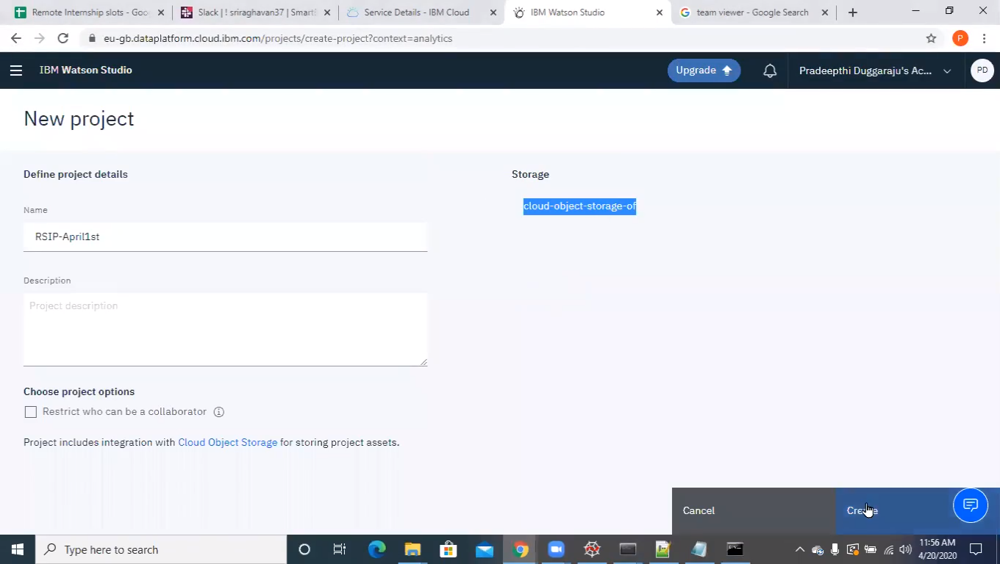 Remote Internship slots - Goo
Slack | ! sriraghavan37 | Smart
Service Details - IBM Cloud
IBM Watson Studio
team viewer - Google Search
eu-gb.dataplatform.cloud.ibm.com/projects/create-project?context=analytics
P
IBM Watson Studio
Upgrade
Pradeepthi Duggaraju's Ac...
PD
New project
Define project details
Storage
cloud-object-storage-of
Name
RSIP-April1st
Description
Project description
Choose project options
Restrict who can be a collaborator
Project includes integration with Cloud Object Storage for storing project assets.
Cancel
Create
Type here to search
11:56 AM
4/20/2020